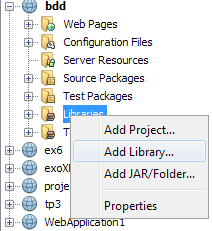 bdd
Web Pages
Configuration Files
Server Resources
Source Packages
Test Packages
Libraries
T
Add Project...
Add Library...
Add JAR/Folder...
Properties
ex6
exoX
proje
tp3
WebApplication1